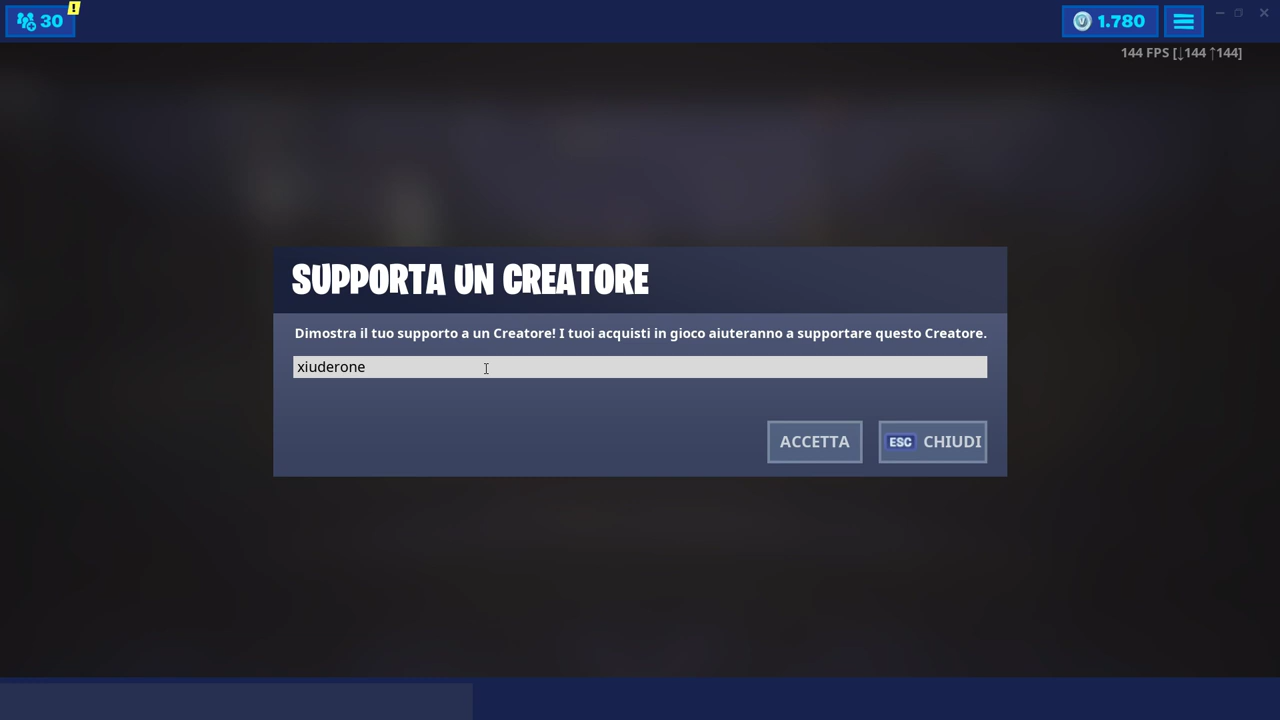 30
!
1.780
144 FPS [↓144 ↑144]
SUPPORTA UN CREATORE
Dimostra il tuo supporto a un Creatore! I tuoi acquisti in gioco aiuteranno a supportare questo Creatore.
xiuderone
ACCETTA
ESC CHIUDI